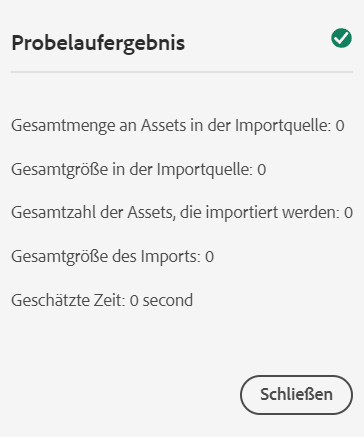 Probelaufergebnis
Gesamtmenge an Assets in der Importquelle: 0
Gesamtgröße in der Importquelle: 0
Gesamtzahl der Assets, die importiert werden: 0
Gesamtgröße des Imports: 0
Geschätzte Zeit: 0 second
Schließen